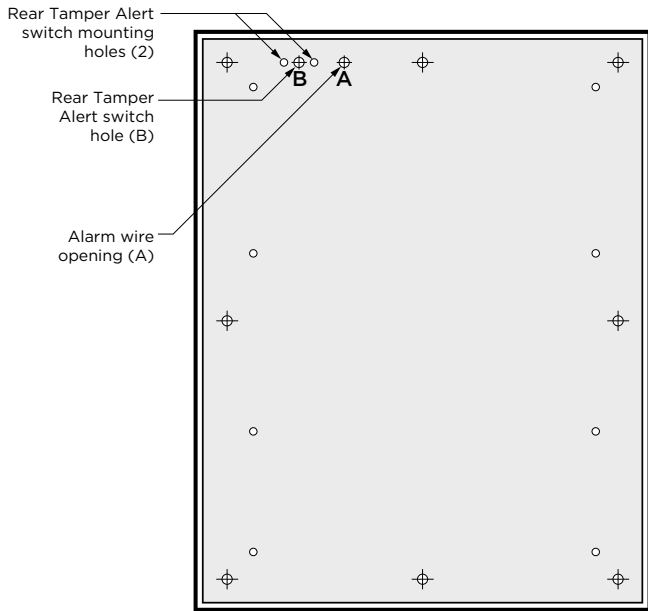 Rear Tamper Alert
switch mounting
holes (2)
B
A
Rear Tamper
Alert switch
hole (B)
Alarm wire
opening (A)